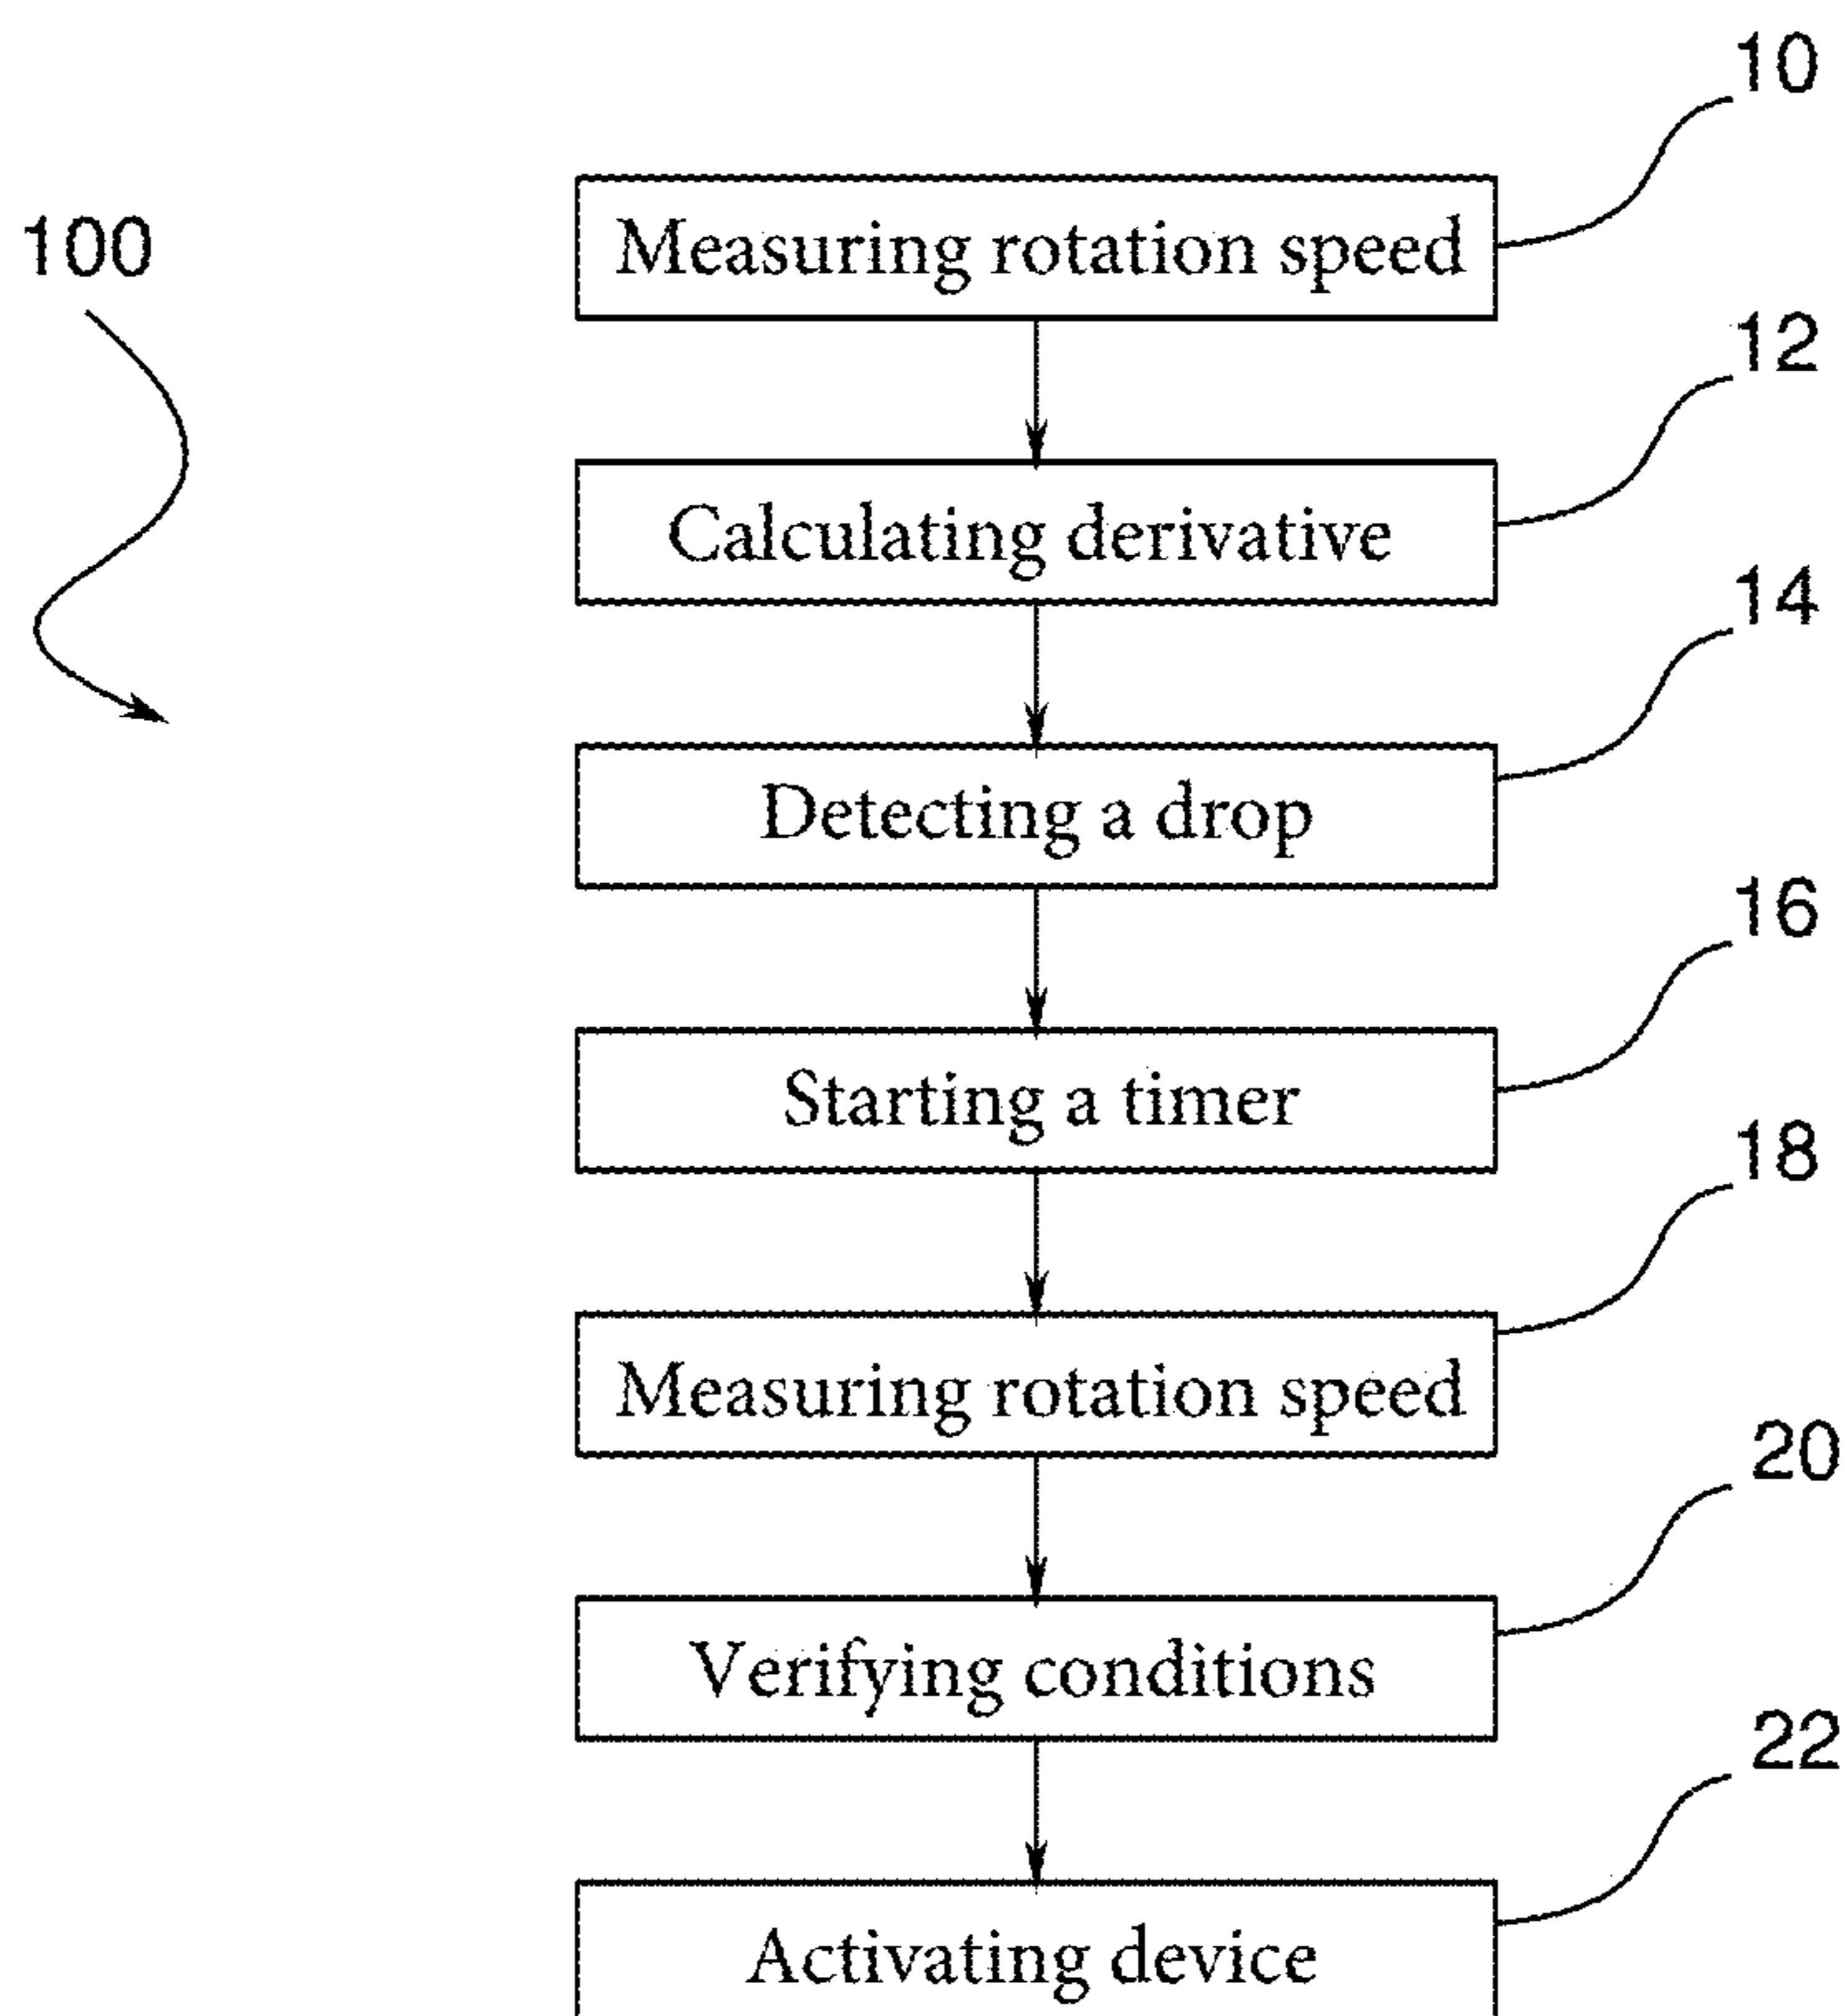 10
Measuring rotation speed
100
12
Calculating derivative
14
Detecting a drop
16
Starting a timer
18
Measuring rotation speed
20
Verifying conditions
22
Activating device